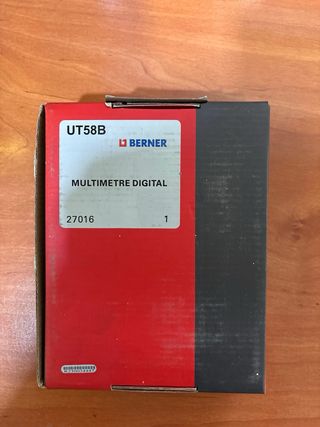 UT58B
BERNER
MULTIMETRE DIGITAL
27016 1